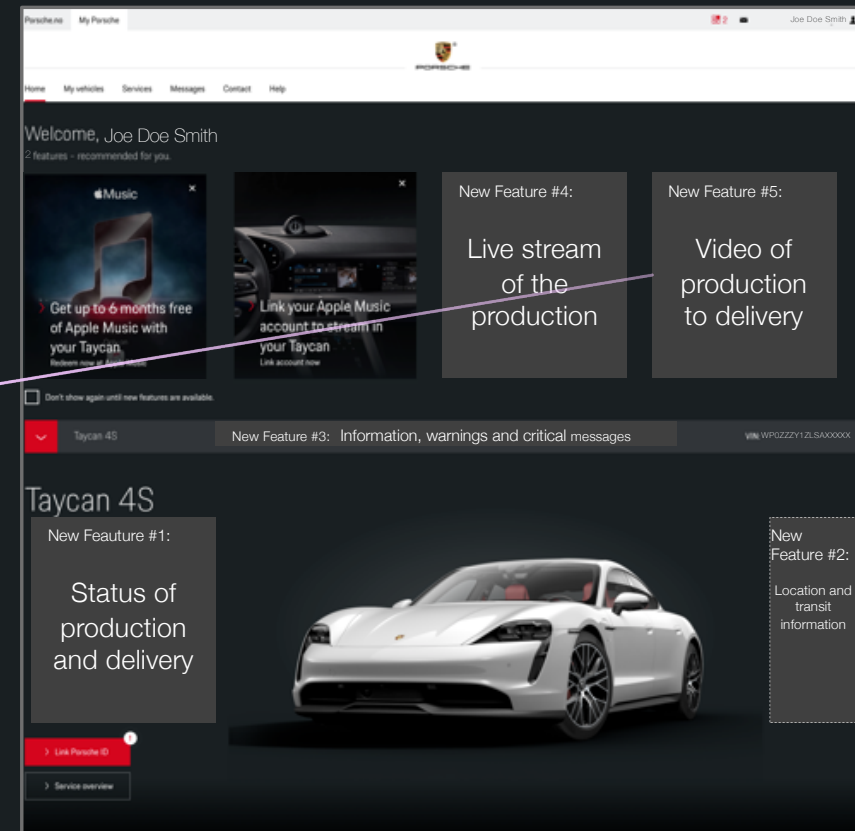 Porsche.no My Porsche 2 Joe Doe Smith
PORSCHE
Home My vehicles Services Messages Contact Help
Welcome, Joe Doe Smith
2 features – recommended for you.
Music
Get up to 6 months free
of Apple Music with
your Taycan
Redeem now at Apple Music
Link your Apple Music
account to stream in
your Taycan
Link account now
New Feature #4:
Live stream
of the
production
New Feature #5:
Video of
production
to delivery
Don't show again until new features are available.
Taycan 4S New Feature #3: Information, warnings and critical messages VIN: WP0ZZZY1ZLSAXXXXX
Taycan 4S
New Feauture #1:
Status of
production
and delivery
New
Feature #2:
Location and
transit
information
Link Porsche ID
1
Service overview